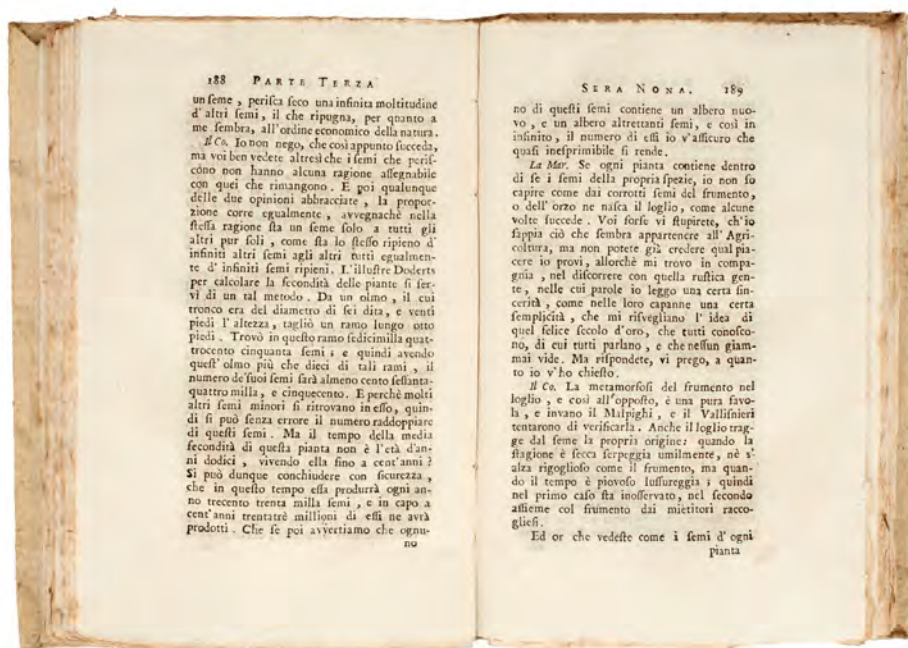 188 PARTE TERZA
un seme , perisca seco una infinita moltitudine
d' altri semi, il che ripugna, per quanto a
me sembra, all'ordine economico della natura.
Il Co. Io non nego, che così appunto succeda,
ma voi ben vedete altresì che i semi che peris-
cono non hanno alcuna ragione assegnabile
con quei che rimangono. E poi qualunque
delle due opinioni abbracciate , la propor-
zione corre egualmente , avvegnachè nella
stessa ragione sta un seme solo a tutti gli
altri pur soli , come sta lo stesso ripieno d'
infiniti altri semi agli altri tutti egualmen-
te d' infiniti semi ripieni. L'illustre Doderts
per calcolare la fecondità delle piante si ser-
vì di un tal metodo . Da un olmo , il cui
tronco era del diametro di sei dita, e venti
piedi l' altezza, tagliò un ramo lungo otto
piedi . Trovò in questo ramo sedicimila quat-
trocento cinquanta semi ; e quindi avendo
quest' olmo più che dieci di tali rami , il
numero de' suoi semi sarà almeno cento sessanta-
quattro milla, e cinquecento. E perchè molti
altri semi minori si ritrovano in esso, quin-
di si può senza errore il numero raddoppiare
di questi semi . Ma il tempo della media
fecondità di questa pianta non è l'età d'an-
ni dodici , vivendo ella fino a cent'anni ?
Si può dunque conchiudere con sicurezza ,
che in questo tempo essa produrrà ogni an-
no trecento trenta milla semi , e in capo a
cent'anni trentatrè millioni di essi ne avrà
prodotti . Che se poi avvertiamo che ognu-
no
SERA NONA. 189
no di questi semi contiene un albero nuo-
vo , e un albero altrettanti semi, e così in
infinito , il numero di essi io v'assicuro che
quasi inesprimibile si rende.
La Mar. Se ogni pianta contiene dentro
di se i semi della propria spezie, io non so
capire come dai corrotti semi del frumento,
o dell' orzo ne nasca il loglio , come alcune
volte succede . Voi forse vi stupirete, ch'io
sappia ciò che sembra appartenere all' Agri-
coltura, ma non potete già credere qual pia-
cere io provi, allorchè mi trovo in compa-
gnia , nel discorrere con quella rustica gen-
te , nelle cui parole io leggo una certa sin-
cerità , come nelle loro capanne una certa
semplicità , che mi risvegliano l' idea di
quel felice secolo d'oro, che tutti conosco-
no, di cui tutti parlano , e che nessun giam-
mai vide. Ma rispondete, vi prego, a quan-
to io v'ho chiesto.
Il Co. La metamorfosi del frumento nel
loglio , e così all'opposto, è una pura favo-
la , e invano il Malpighi , e il Vallisnieri
tentarono di verificarla. Anche il loglio trag-
ge dal seme la propria origine: quando la
stagione è secca serpeggia umilmente, nè s'
alza rigoglioso come il frumento, ma quan-
do il tempo è piovoso lussureggia ; quindi
nel primo caso sta inosservato, nel secondo
assieme col frumento dai mietitori racco-
gliesi.
Ed or che vedeste come i semi d' ogni
pianta